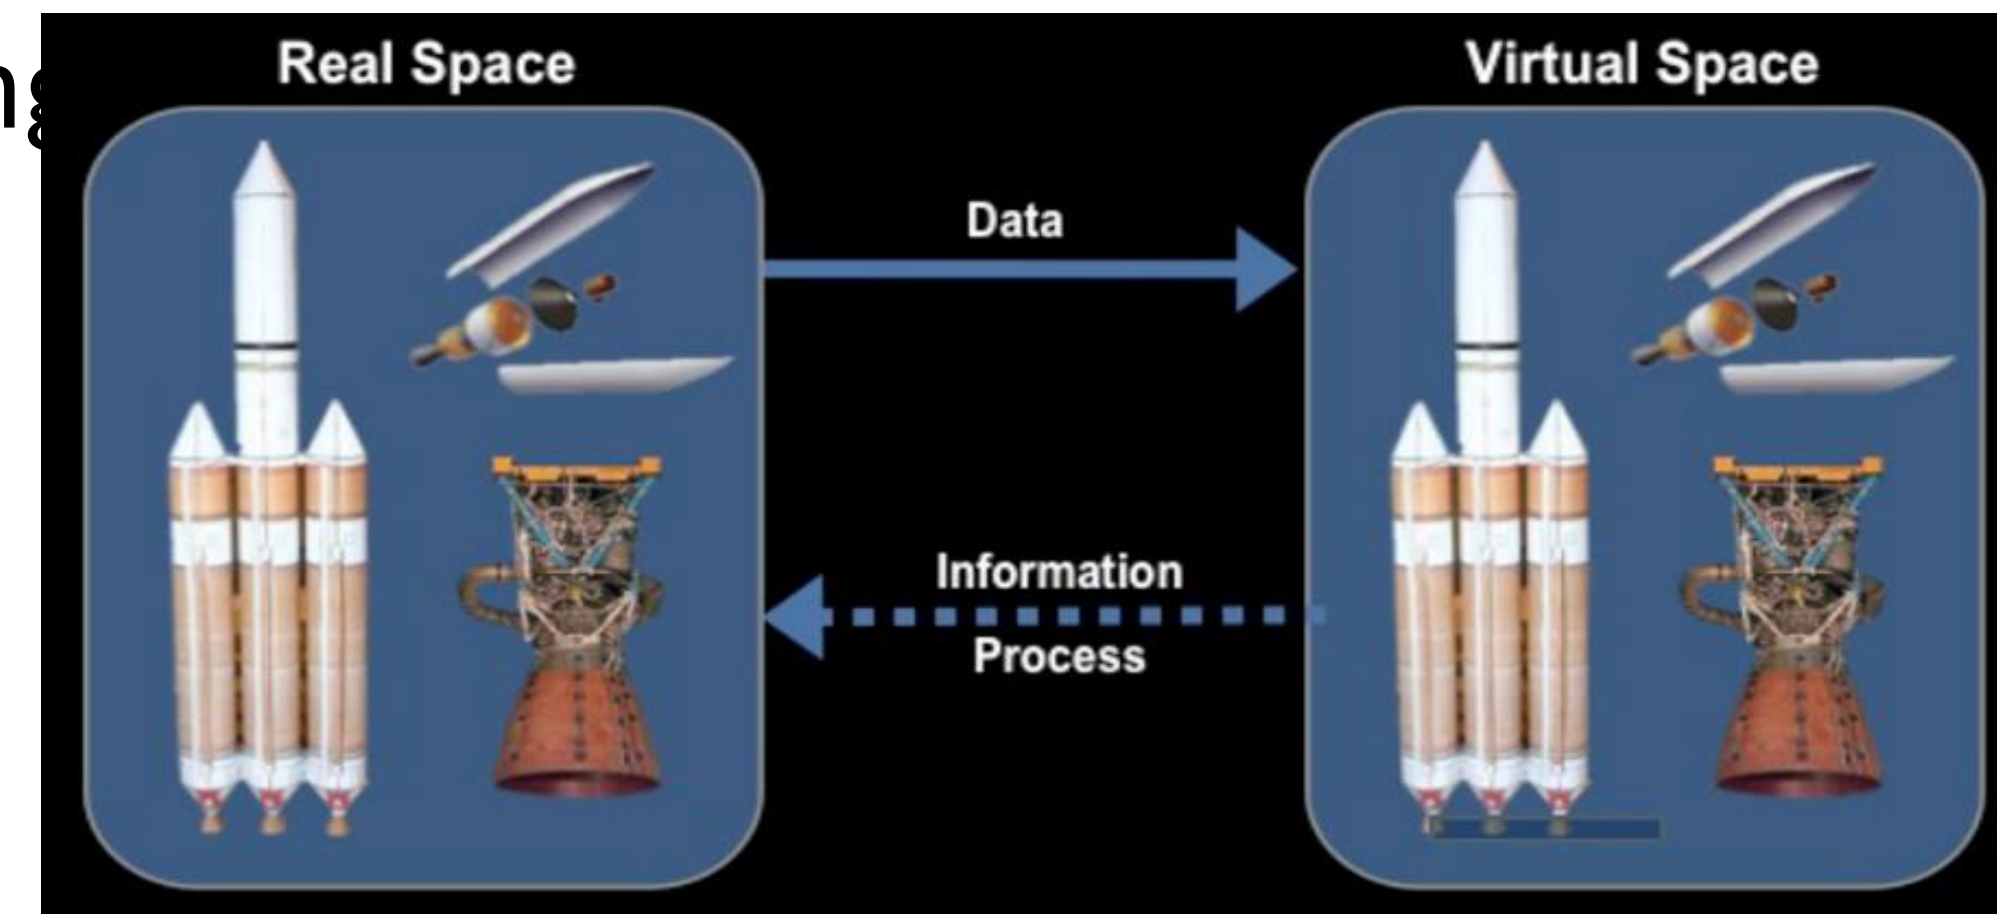 Real Space
Virtual Space
Data
Information
Process